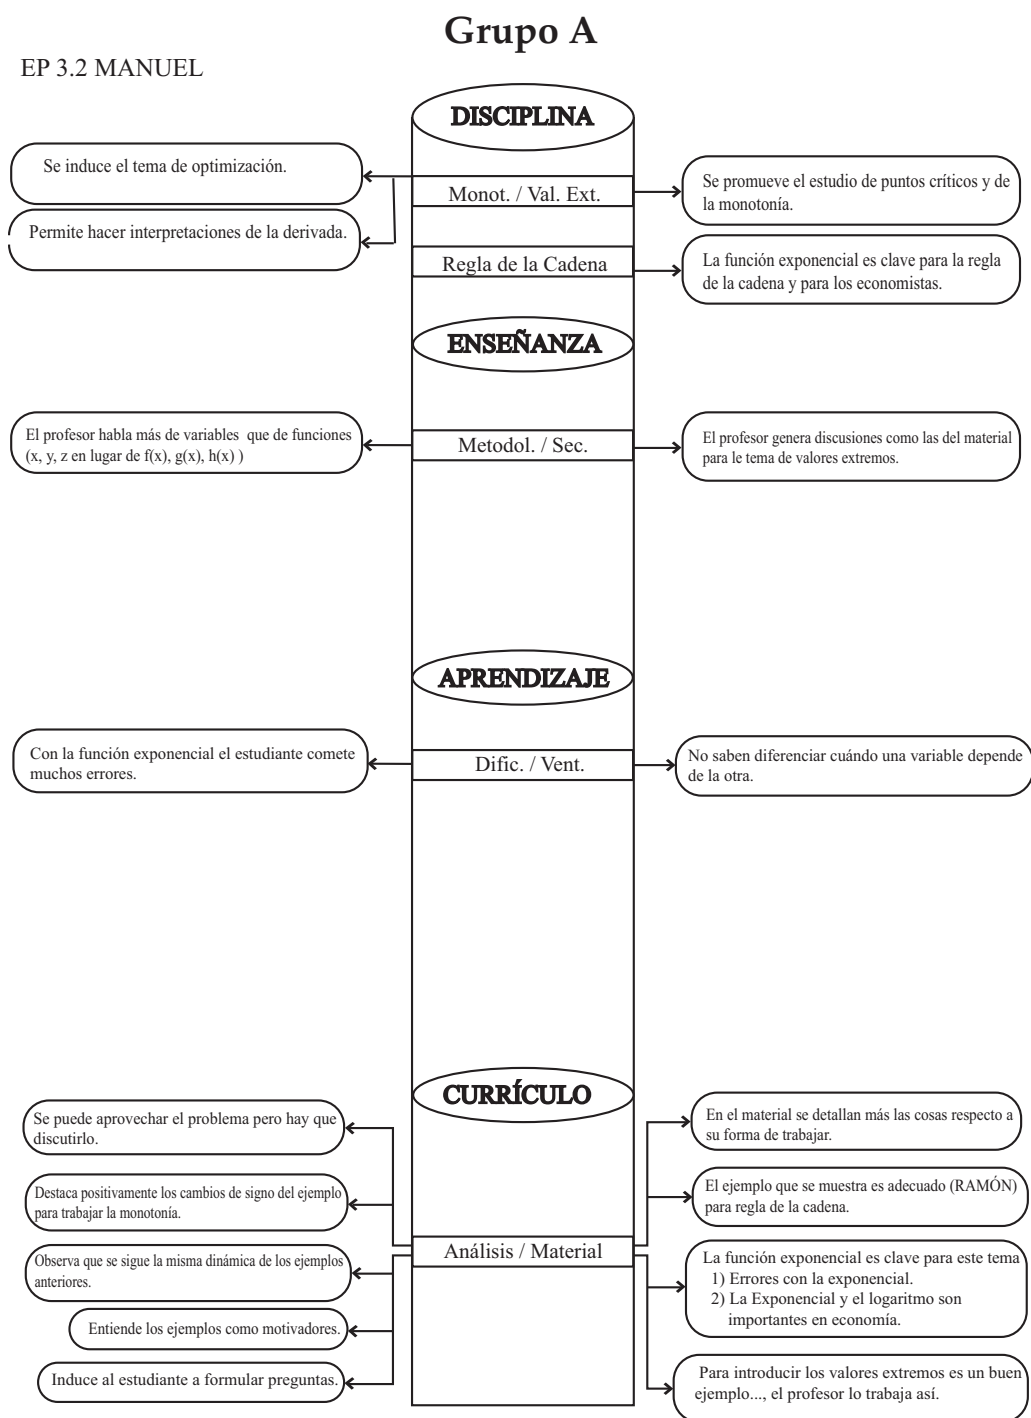 Grupo A
EP 3.2 MANUEL
DISCIPLINA
Se induce el tema de optimización.
Permite hacer interpretaciones de la derivada.
Monot. / Val. Ext.
Se promueve el estudio de puntos críticos y de
la monotonía.
Regla de la Cadena
La función exponencial es clave para la regla
de la cadena y para los economistas.
ENSEÑANZA
El profesor habla más de variables que de funciones
(x, y, z en lugar de f(x), g(x), h(x) )
Metodol. / Sec.
El profesor genera discusiones como las del material
para le tema de valores extremos.
APRENDIZAJE
Con la función exponencial el estudiante comete
muchos errores.
Dific. / Vent.
No saben diferenciar cuándo una variable depende
de la otra.
CURRÍCULO
Se puede aprovechar el problema pero hay que
discutirlo.
Destaca positivamente los cambios de signo del ejemplo
para trabajar la monotonía.
Observa que se sigue la misma dinámica de los ejemplos
anteriores.
Entiende los ejemplos como motivadores.
Induce al estudiante a formular preguntas.
Análisis / Material
En el material se detallan más las cosas respecto a
su forma de trabajar.
El ejemplo que se muestra es adecuado (RAMÓN)
para regla de la cadena.
La función exponencial es clave para este tema
1) Errores con la exponencial.
2) La Exponencial y el logaritmo son
importantes en economía.
Para introducir los valores extremos es un buen
ejemplo..., el profesor lo trabaja así.